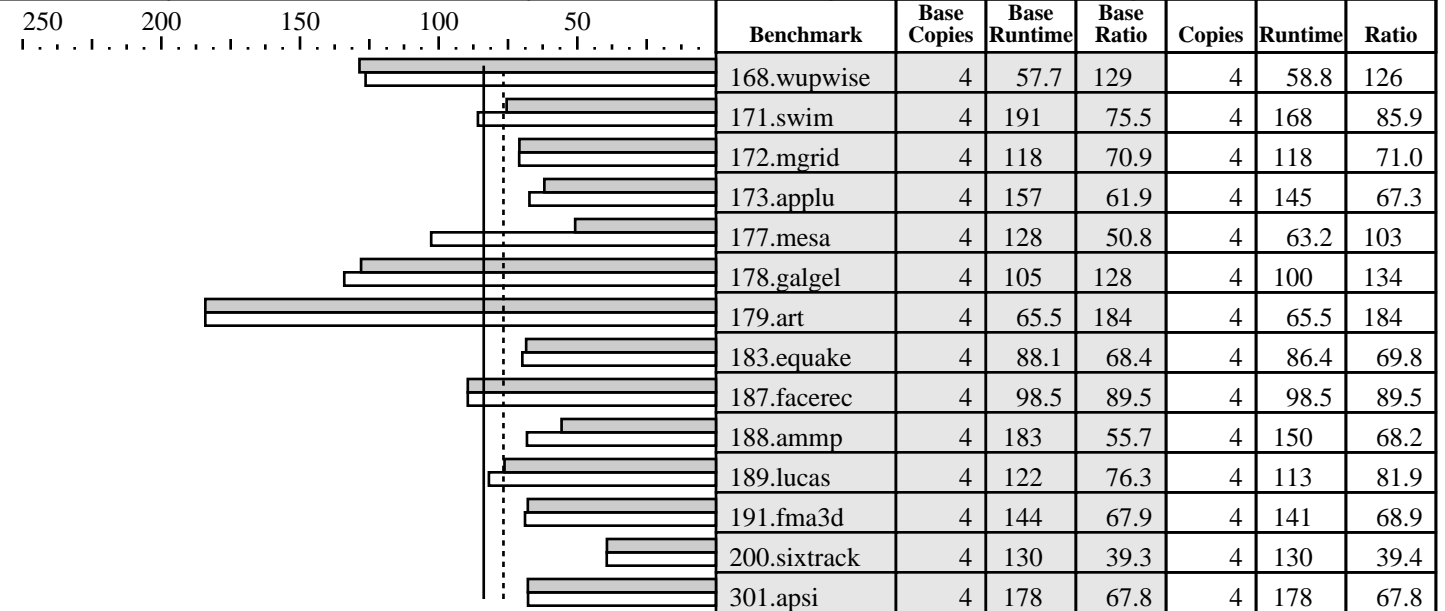 250 200 150 100 50
Benchmark Base Copies Base Runtime Base Ratio Copies Runtime Ratio
168.wupwise 4 57.7 129 4 58.8 126
171.swim 4 191 75.5 4 168 85.9
172.mgrid 4 118 70.9 4 118 71.0
173.applu 4 157 61.9 4 145 67.3
177.mesa 4 128 50.8 4 63.2 103
178.galgel 4 105 128 4 100 134
179.art 4 65.5 184 4 65.5 184
183.equake 4 88.1 68.4 4 86.4 69.8
187.facerec 4 98.5 89.5 4 98.5 89.5
188.ammp 4 183 55.7 4 150 68.2
189.lucas 4 122 76.3 4 113 81.9
191.fma3d 4 144 67.9 4 141 68.9
200.sixtrack 4 130 39.3 4 130 39.4
301.apsi 4 178 67.8 4 178 67.8